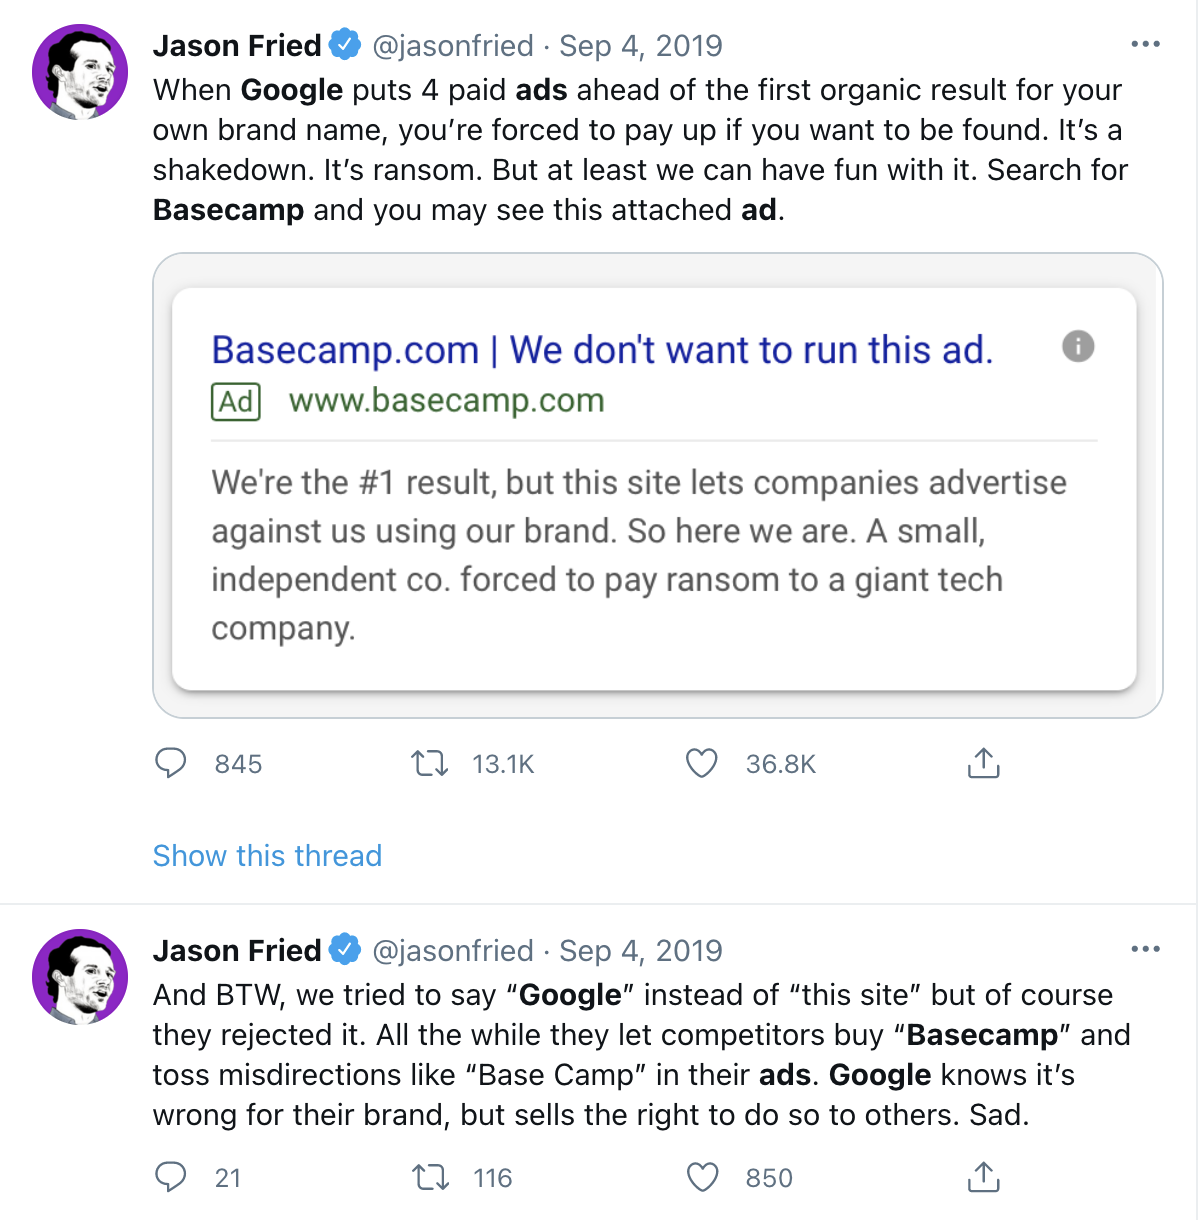 Jason Fried @jasonfried · Sep 4, 2019
When Google puts 4 paid ads ahead of the first organic result for your
own brand name, you’re forced to pay up if you want to be found. It’s a
shakedown. It’s ransom. But at least we can have fun with it. Search for
Basecamp and you may see this attached ad.
Basecamp.com | We don't want to run this ad.
Ad www.basecamp.com
We're the #1 result, but this site lets companies advertise
against us using our brand. So here we are. A small,
independent co. forced to pay ransom to a giant tech
company.
845 13.1K 36.8K
Show this thread
Jason Fried @jasonfried · Sep 4, 2019
And BTW, we tried to say “Google” instead of “this site” but of course
they rejected it. All the while they let competitors buy “Basecamp” and
toss misdirections like “Base Camp” in their ads. Google knows it’s
wrong for their brand, but sells the right to do so to others. Sad.
21 116 850